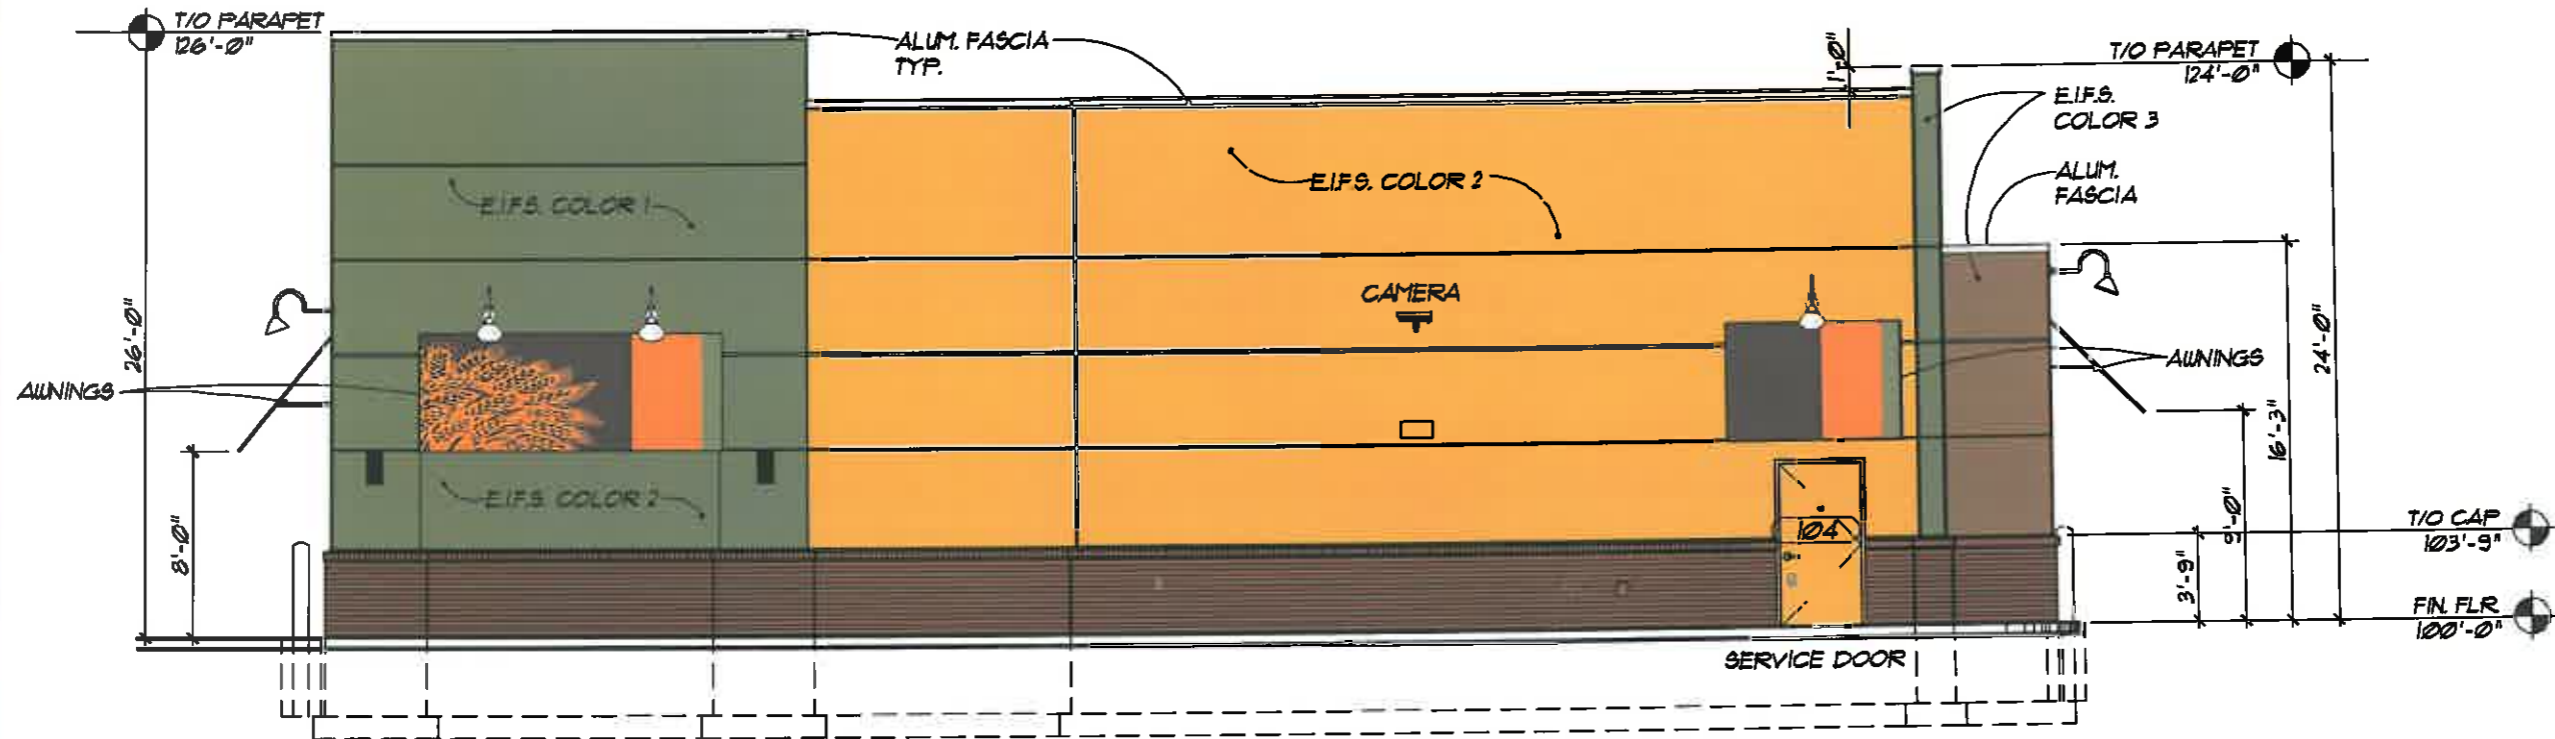 T/O PARAPET
126'-0"
ALUM. FASCIA
TYP.
1'-0"
T/O PARAPET
124'-0"
E.I.F.S.
COLOR 3
ALUM.
FASCIA
E.I.F.S. COLOR 1
E.I.F.S. COLOR 2
CAMERA
26'-0"
AWNINGS
AWNINGS
24'-0"
16'-3"
E.I.F.S. COLOR 2
8'-0"
9'-0"
104
T/O CAP
103'-9"
3'-9"
FIN. FLR
100'-0"
SERVICE DOOR